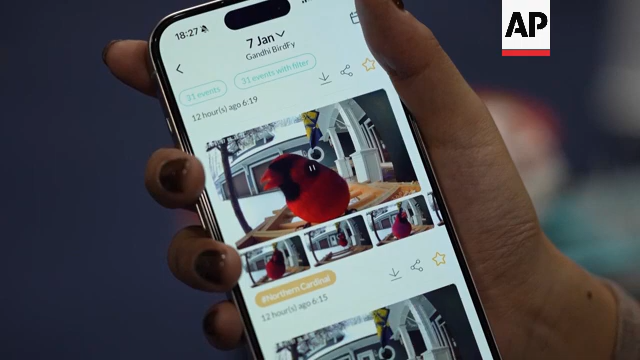 AP
18:27
7 Jan
Gandhi BirdFy
31 events
31 events with filter
12 hour(s) ago 6:19
#Northern Cardinal
12 hour(s) ago 6:15